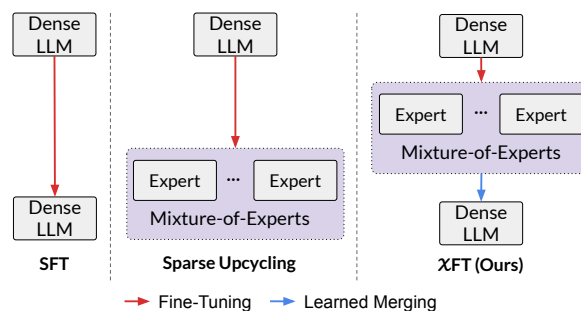 Dense
LLM
Dense
LLM
SFT
Dense
LLM
Expert ... Expert
Mixture-of-Experts
Sparse Upcycling
Dense
LLM
Expert ... Expert
Mixture-of-Experts
Dense
LLM
𝒳FT (Ours)
Fine-Tuning
Learned Merging